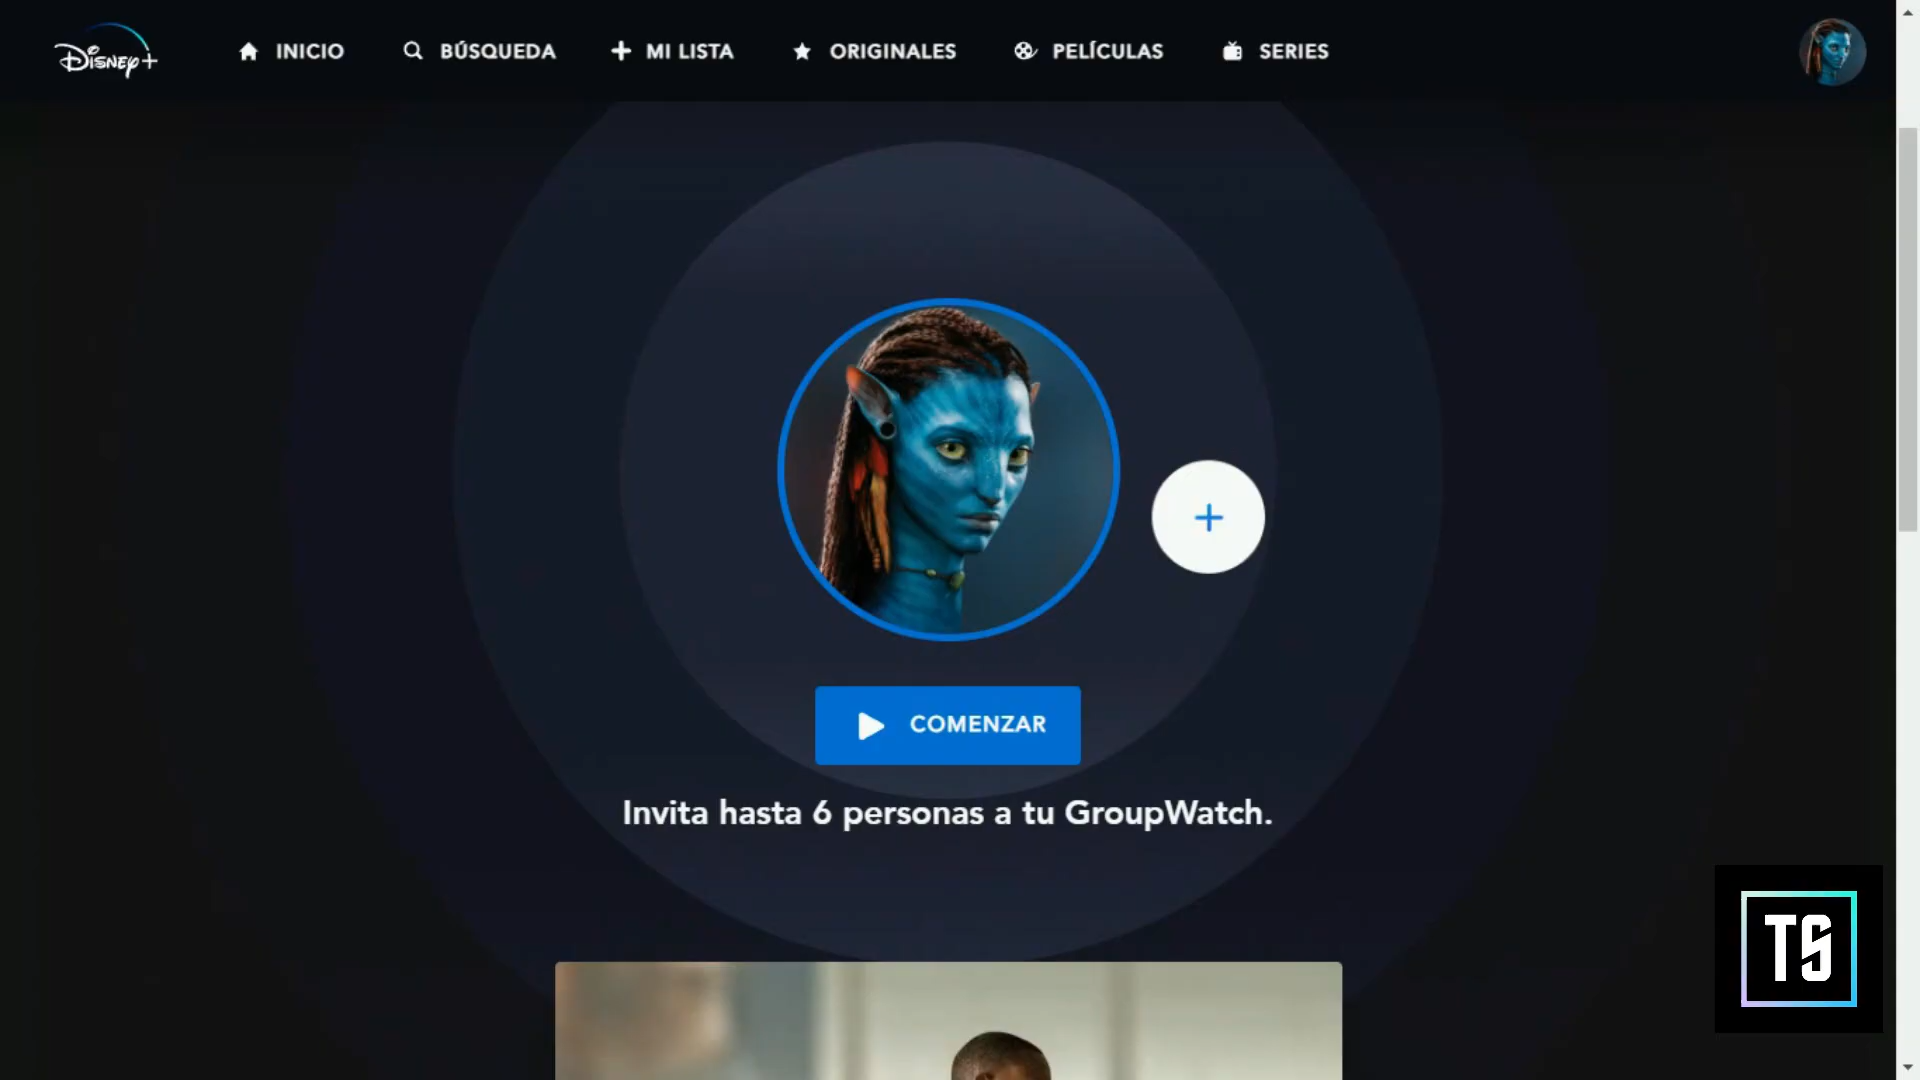 Disney+
INICIO
BÚSQUEDA
MI LISTA
ORIGINALES
PELÍCULAS
SERIES
COMENZAR
Invita hasta 6 personas a tu GroupWatch.
TS